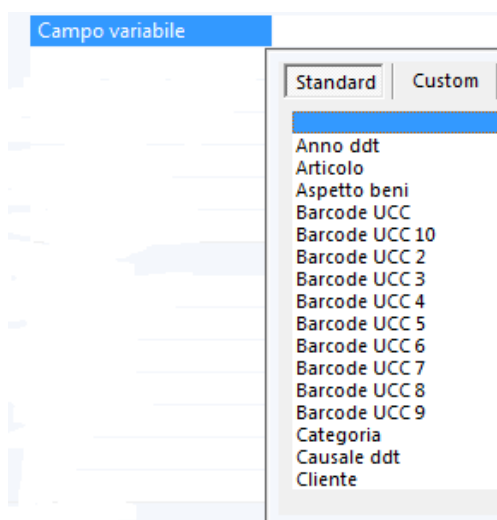 Campo variabile
Standard
Custom
Anno ddt
Articolo
Aspetto beni
Barcode UCC
Barcode UCC 10
Barcode UCC 2
Barcode UCC 3
Barcode UCC 4
Barcode UCC 5
Barcode UCC 6
Barcode UCC 7
Barcode UCC 8
Barcode UCC 9
Categoria
Causale ddt
Cliente